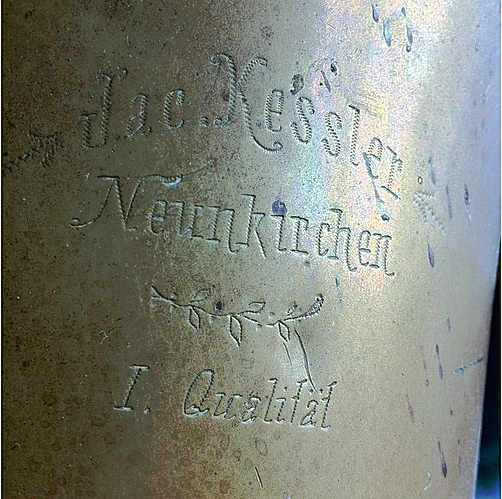 Jac. Kessler
Neunkirchen
I. Qualität